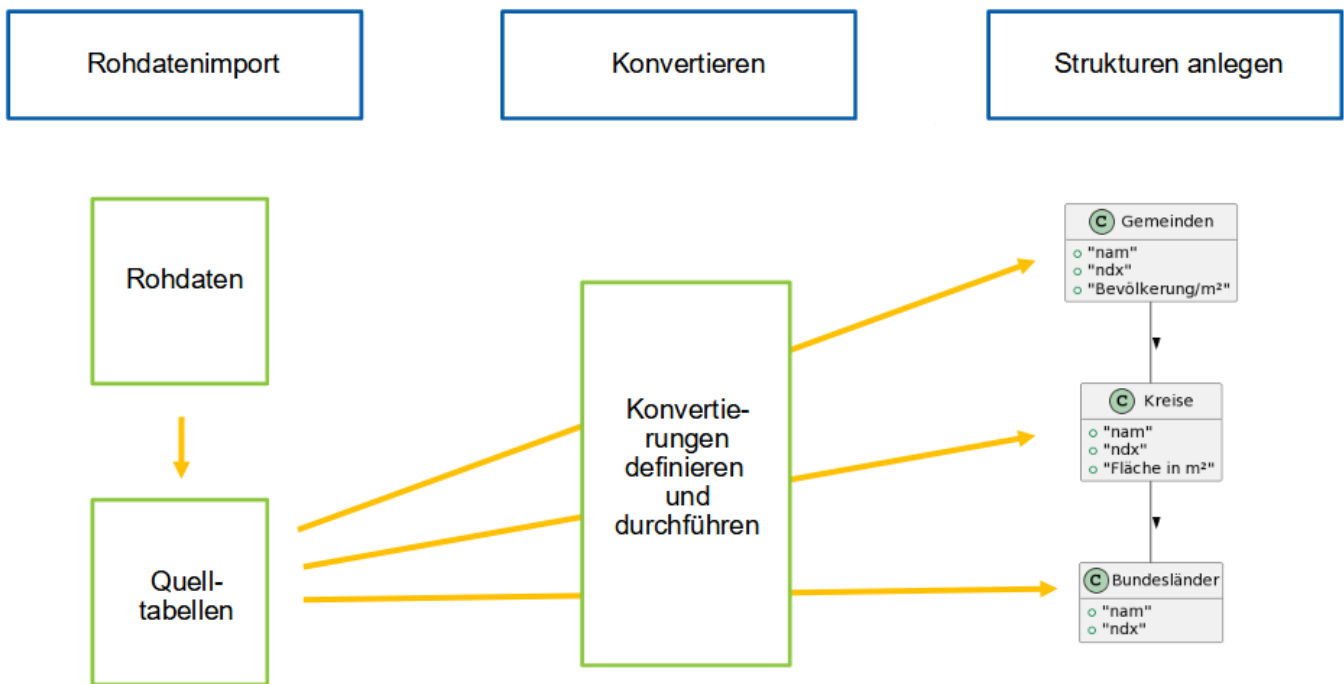 Rohdatenimport
Konvertieren
Strukturen anlegen
Rohdaten
Quell-
tabellen
Konvertie-
rungen
definieren
und
durchführen
C Gemeinden
"nam"
"ndx"
"Bevölkerung/m²"
C Kreise
"nam"
"ndx"
"Fläche in m²"
C Bundesländer
"nam"
"ndx"